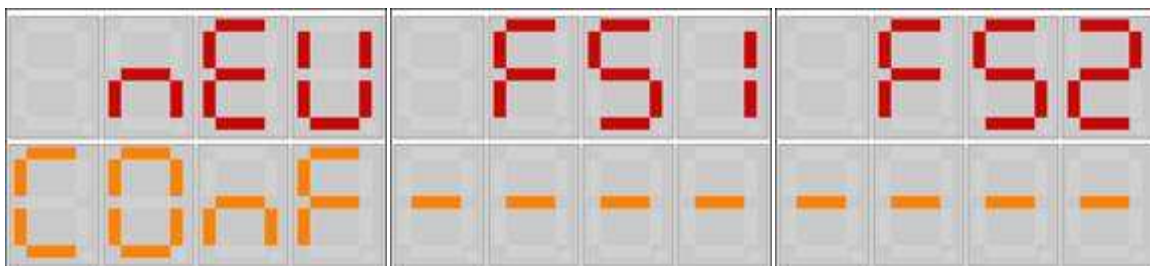 nEU
COnF
FS1
----
FS2
----